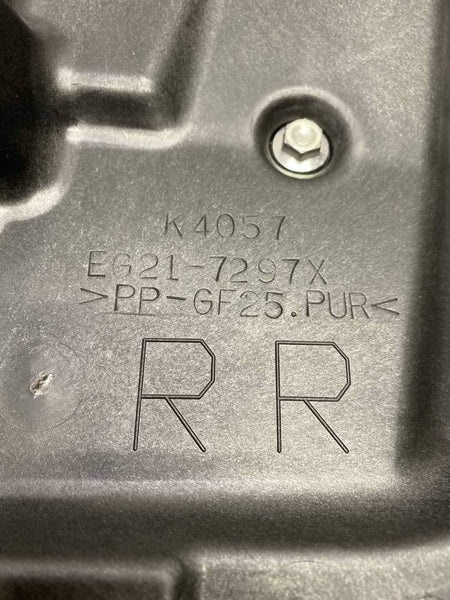 K4057
EG21-7297X
>PP-GF25.PUR<
R R